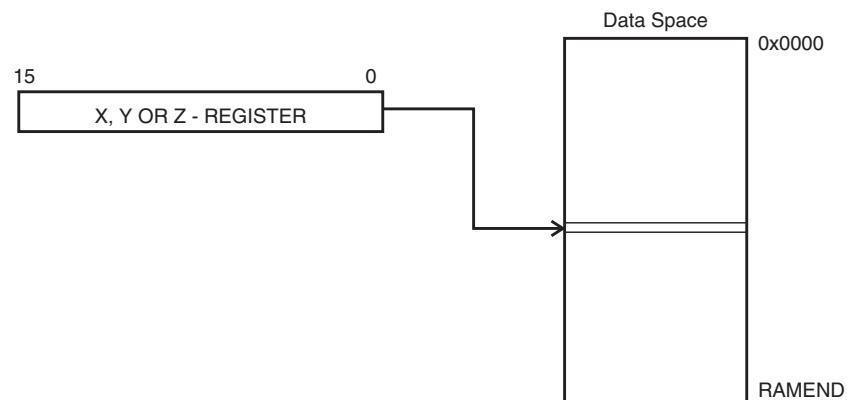 Data Space
0x0000
15 0
X, Y OR Z - REGISTER
RAMEND